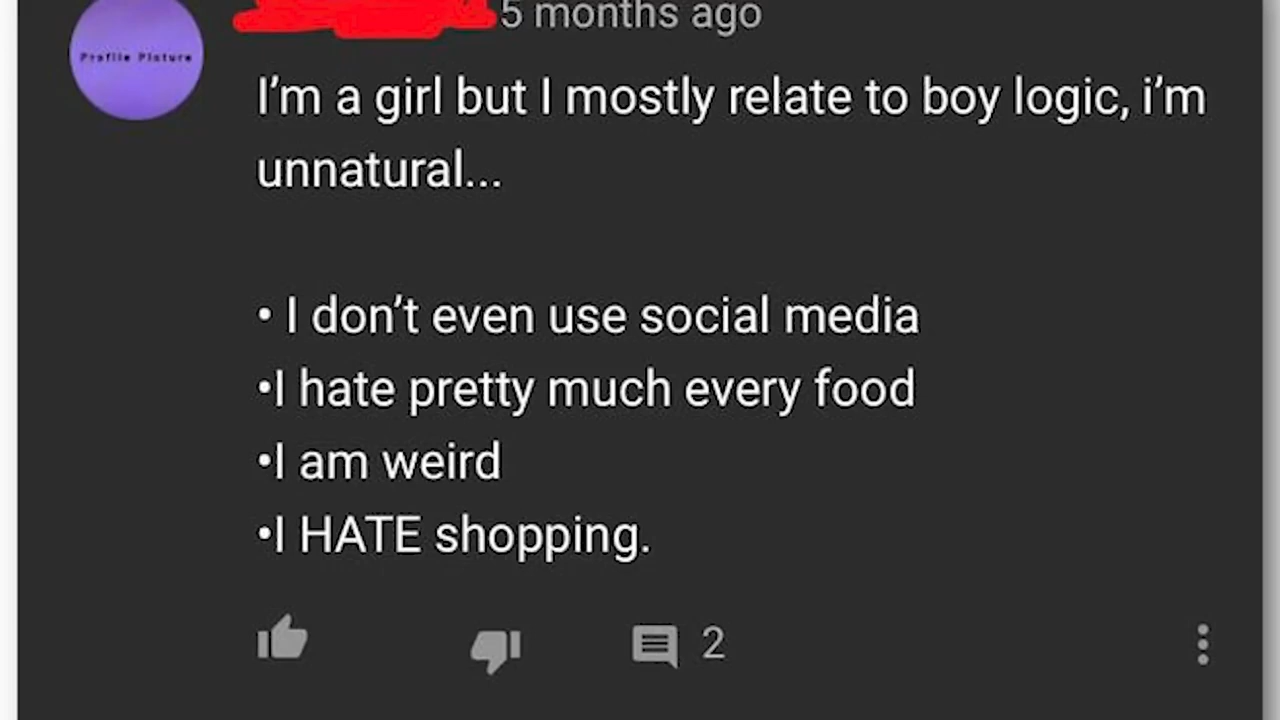 5 months ago
Profile Picture
I'm a girl but I mostly relate to boy logic, i'm
unnatural...
• I don't even use social media
•I hate pretty much every food
•I am weird
•I HATE shopping.
2